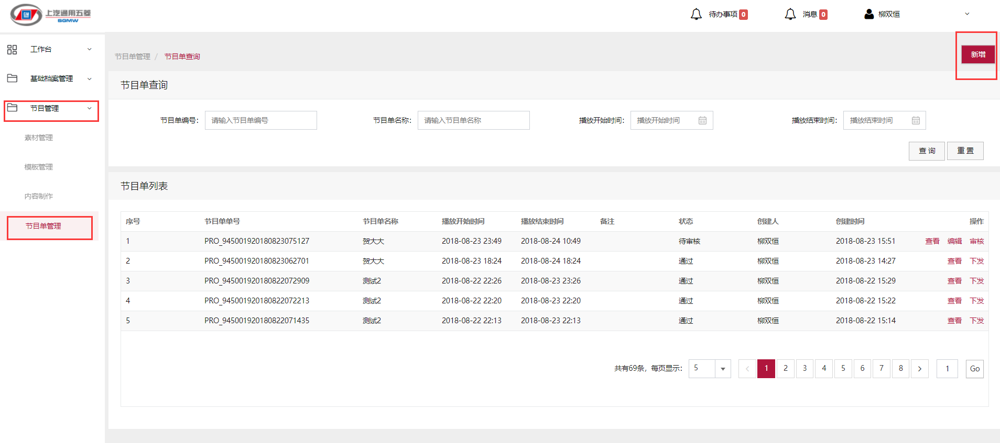 上汽通用五菱
SGMW
待办事项 0
消息 0
柳双恒
工作台
基础档案管理
节目管理
素材管理
模板管理
内容制作
节目单管理
节目单管理 / 节目单查询
新增
节目单查询
节目单编号： 请输入节目单编号 节目单名称： 请输入节目单名称 播放开始时间： 播放开始时间 播放结束时间： 播放结束时间
查 询 重 置
节目单列表
序号 节目单单号 节目单名称 播放开始时间 播放结束时间 备注 状态 创建人 创建时间 操作
1 PRO_945001920180823075127 贺大大 2018-08-23 23:49 2018-08-24 10:49 待审核 柳双恒 2018-08-23 15:51 查看 编辑 审核
2 PRO_945001920180823062701 贺大大 2018-08-23 18:24 2018-08-24 18:24 通过 柳双恒 2018-08-23 14:27 查看 下发
3 PRO_945001920180822072909 测试2 2018-08-22 22:26 2018-08-23 23:26 通过 柳双恒 2018-08-22 15:29 查看 下发
4 PRO_945001920180822072213 测试2 2018-08-22 22:20 2018-08-23 22:20 通过 柳双恒 2018-08-22 15:22 查看 下发
5 PRO_945001920180822071435 测试2 2018-08-22 22:13 2018-08-23 22:13 通过 柳双恒 2018-08-22 15:14 查看 下发
共有69条，每页显示： 5 < 1 2 3 4 5 6 7 8 > 1 Go